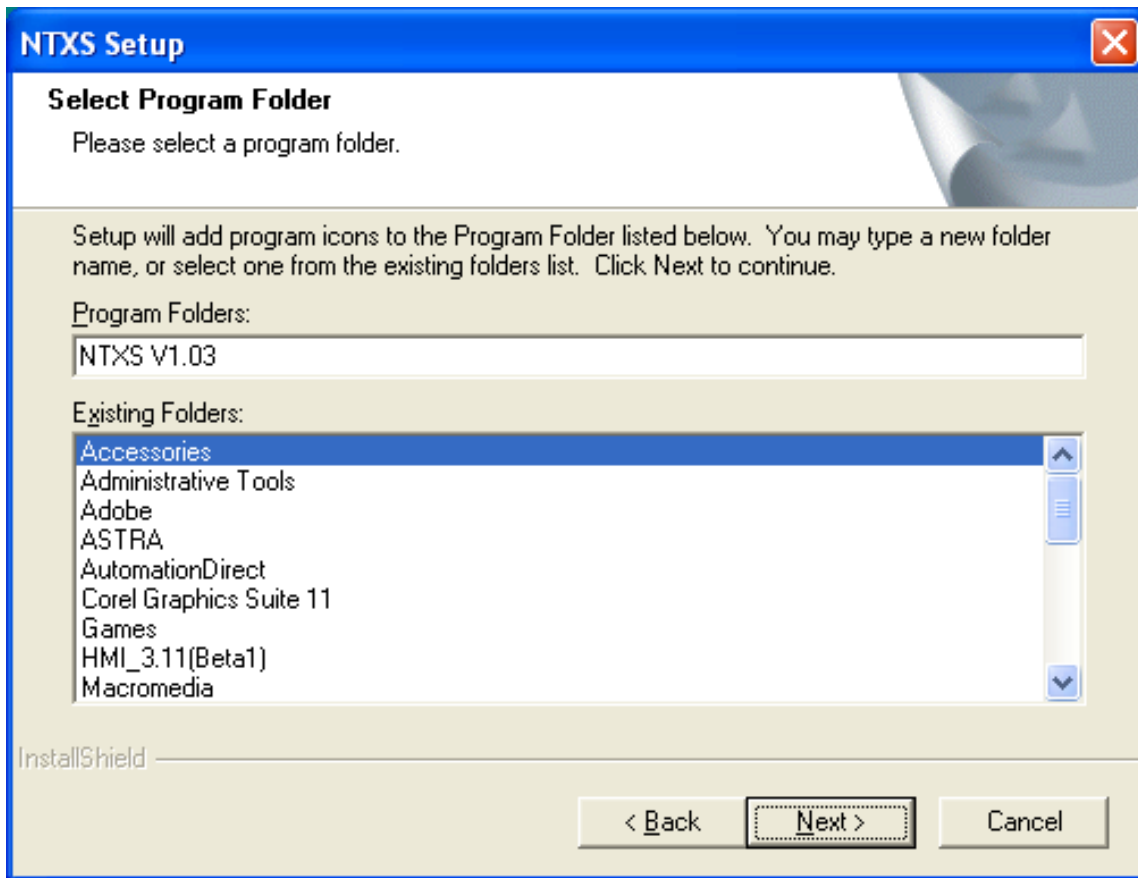 NTXS Setup
Select Program Folder
Please select a program folder.
Setup will add program icons to the Program Folder listed below.  You may type a new folder
name, or select one from the existing folders list.  Click Next to continue.
Program Folders:
NTXS V1.03
Existing Folders:
Accessories
Administrative Tools
Adobe
ASTRA
AutomationDirect
Corel Graphics Suite 11
Games
HMI_3.11(Beta1)
Macromedia
InstallShield
< Back
Next >
Cancel